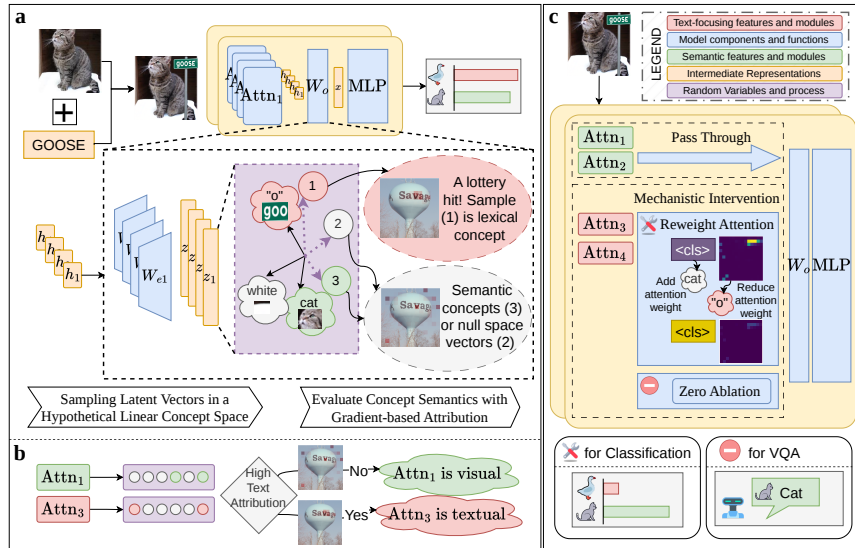 a
GOOSE
GOOSE
Attn1
h1
Wo
x
MLP
h
h
h
h1
We1
z
z
z
z1
"o"
goo
1
2
3
white
cat
A lottery
hit! Sample
(1) is lexical
concept
Semantic
concepts (3)
or null space
vectors (2)
Sampling Latent Vectors in a
Hypothetical Linear Concept Space
Evaluate Concept Semantics with
Gradient-based Attribution
b
Attn1
Attn3
High
Text
Attribution
No
Yes
Attn1 is visual
Attn3 is textual
c
LEGEND
Text-focusing features and modules
Model components and functions
Semantic features and modules
Intermediate Representations
Random Variables and process
Attn1
Attn2
Pass Through
Mechanistic Intervention
Attn3
Attn4
Reweight Attention
<cls>
cat
Add
attention
weight
"o"
Reduce
attention
weight
<cls>
Zero Ablation
Wo
MLP
for Classification
for VQA
Cat